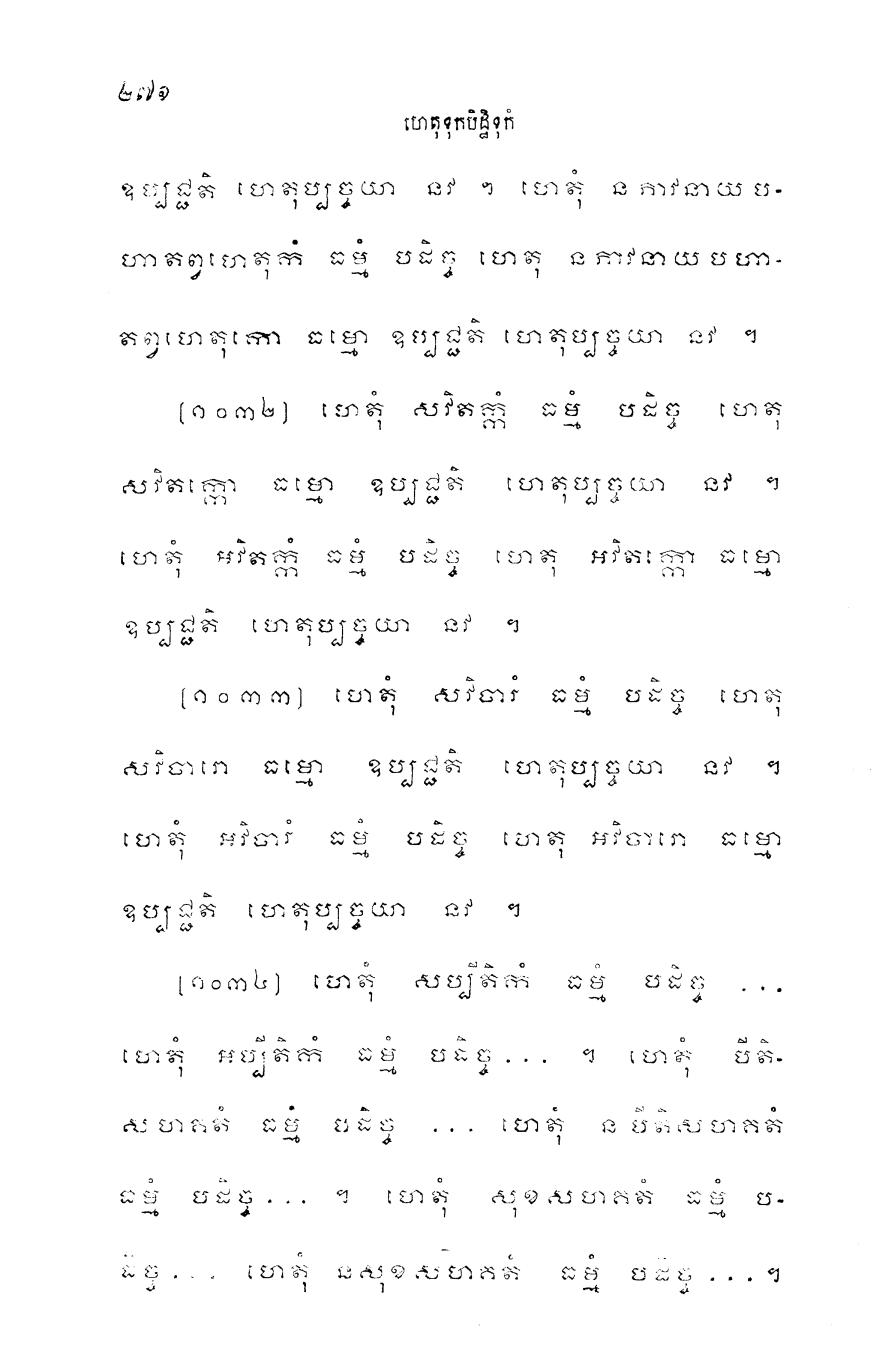 ២៧១
ហេតុទុកបិដ្ឋិទុកំ
ឧប្បជ្ជតិ ហេតុប្បច្ចយា នវ ។ ហេតុំ ន ភាវនាយ ប-
ហាតព្វហេតុកំ ធម្មំ បដិច្ច ហេតុ ន ភាវនាយ បហា-
តព្វហេតុកោ ធម្មោ ឧប្បជ្ជតិ ហេតុប្បច្ចយា នវ ។
[១០៣២] ហេតុំ សវិតក្កំ ធម្មំ បដិច្ច ហេតុ
សវិតក្កោ ធម្មោ ឧប្បជ្ជតិ ហេតុប្បច្ចយា នវ ។
ហេតុំ អវិតក្កំ ធម្មំ បដិច្ច ហេតុ អវិតក្កោ ធម្មោ
ឧប្បជ្ជតិ ហេតុប្បច្ចយា នវ ។
[១០៣៣] ហេតុំ សវិចារំ ធម្មំ បដិច្ច ហេតុ
សវិចារោ ធម្មោ ឧប្បជ្ជតិ ហេតុប្បច្ចយា នវ ។
ហេតុំ អវិចារំ ធម្មំ បដិច្ច ហេតុ អវិចារោ ធម្មោ
ឧប្បជ្ជតិ ហេតុប្បច្ចយា នវ ។
[១០៣៤] ហេតុំ សប្បីតិកំ ធម្មំ បដិច្ច ...
ហេតុំ អប្បីតិកំ ធម្មំ បដិច្ច ... ។ ហេតុំ បីតិ-
សហគតំ ធម្មំ បដិច្ច ... ហេតុំ ន បីតិសហគតំ
ធម្មំ បដិច្ច ... ។ ហេតុំ សុខសហគតំ ធម្មំ ប-
ដិច្ច ... ហេតុំ នសុខសហគតំ ធម្មំ បដិច្ច ... ។